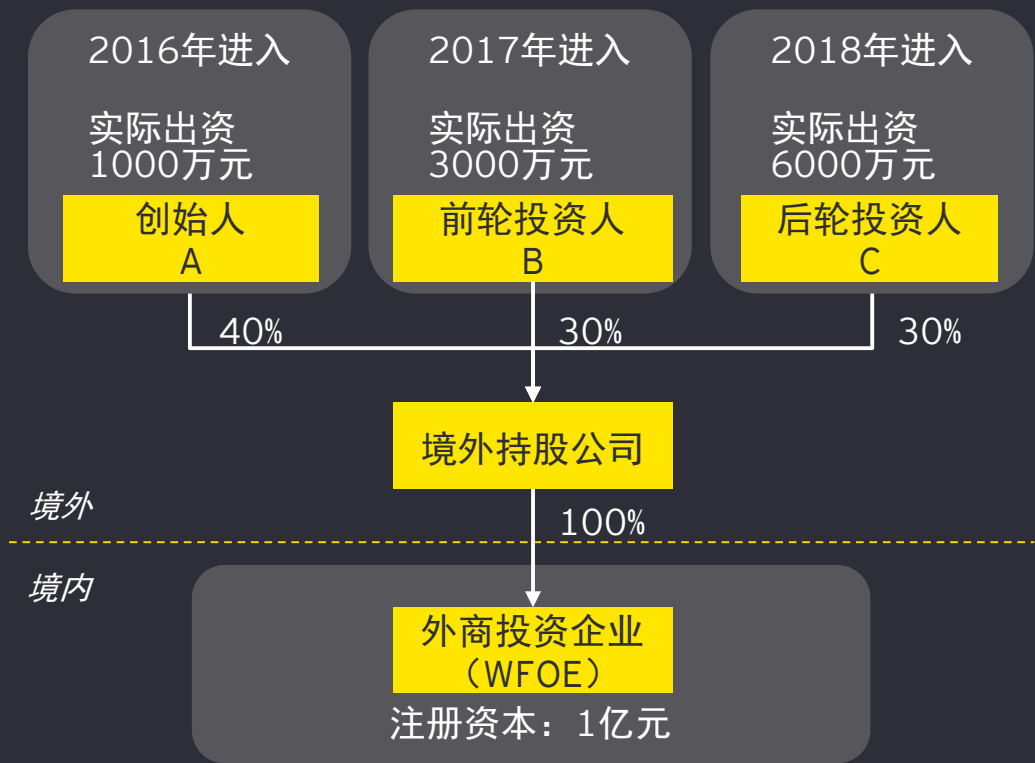 2016年进入
实际出资
1000万元
创始人
A
2017年进入
实际出资
3000万元
前轮投资人
B
2018年进入
实际出资
6000万元
后轮投资人
C
40%
30%
30%
境外持股公司
境外
100%
境内
外商投资企业
（WFOE）
注册资本：1亿元